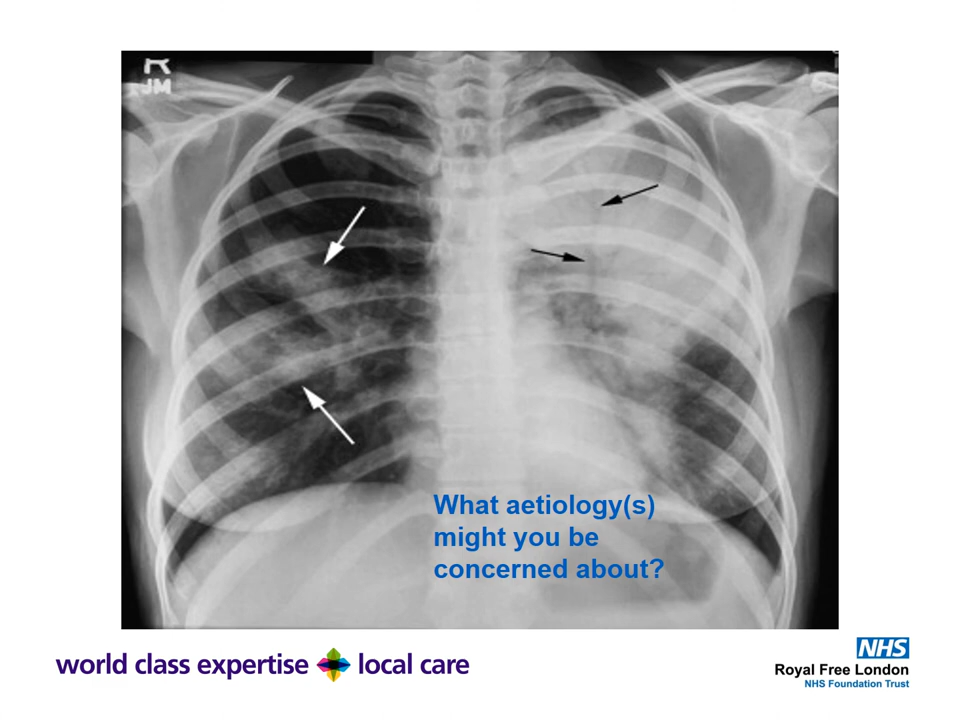 JM
What aetiology(s)
might you be
concerned about?
world class expertise local care
NHS
Royal Free London
NHS Foundation Trust